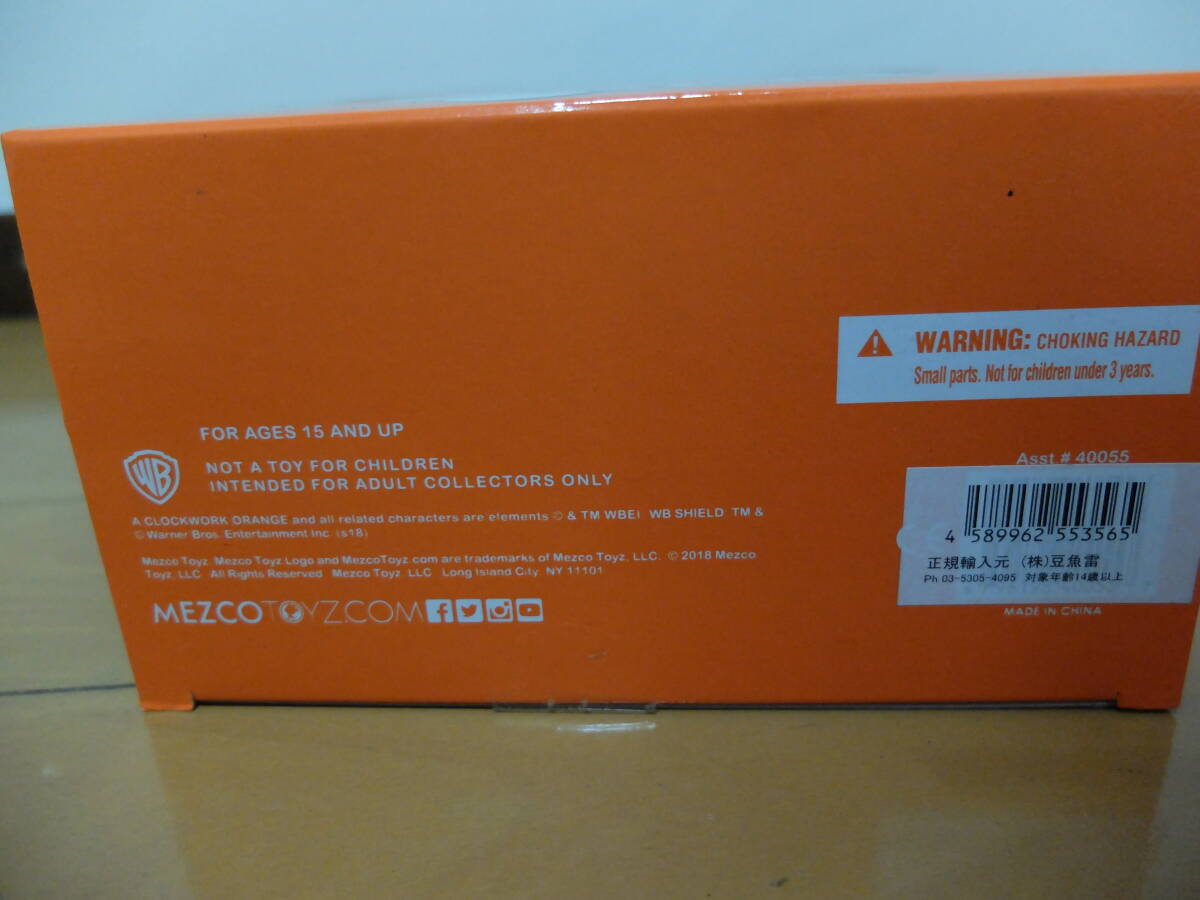 WARNING: CHOKING HAZARD
Small parts. Not for children under 3 years.
FOR AGES 15 AND UP
WB
NOT A TOY FOR CHILDREN
INTENDED FOR ADULT COLLECTORS ONLY
A CLOCKWORK ORANGE and all related characters are elements © & TM WBEI WB SHIELD: TM &
© Warner Bros. Entertainment Inc. (s18)
Mezco Toyz, Mezco Toyz Logo and MezcoToyz.com are trademarks of Mezco Toyz, LLC. © 2018 Mezco
Toyz, LLC All Rights Reserved Mezco Toyz, LLC Long Island City, NY 11101
MEZCOTOYZ.COM
Asst.# 40055
4 589962 553565
正規輸入元 (株)豆魚雷
Ph 03-5305-4095 対象年齢14歳以上
MADE IN CHINA